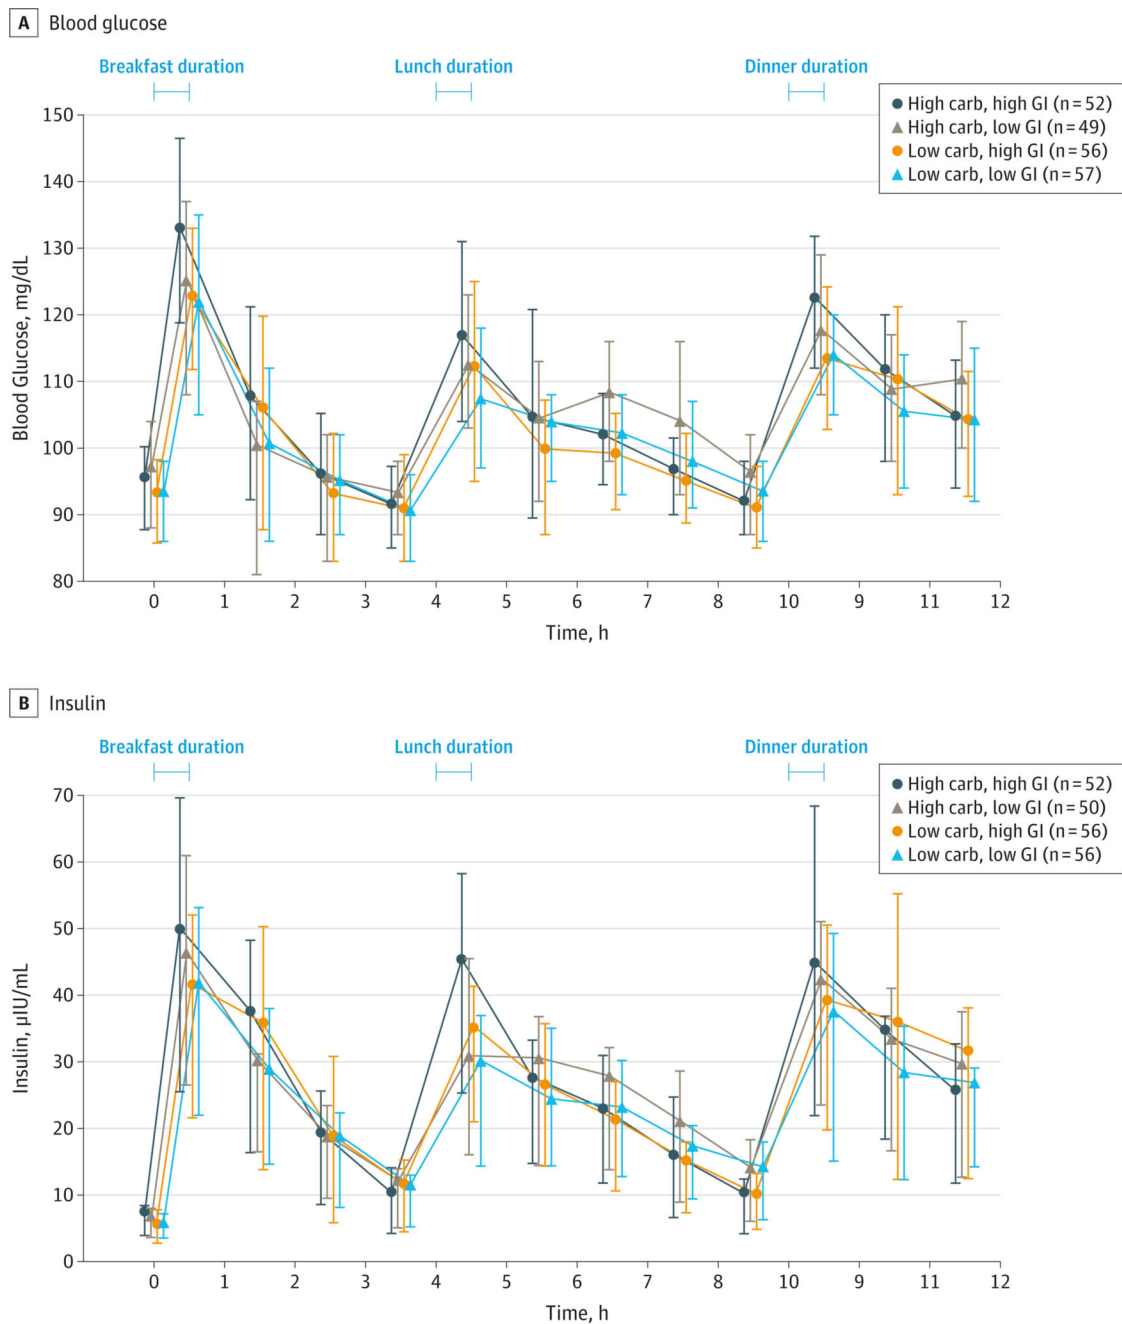 A Blood glucose
Breakfast duration
Lunch duration
Dinner duration
High carb, high GI (n=52)
High carb, low GI (n=49)
Low carb, high GI (n=56)
Low carb, low GI (n=57)
Blood Glucose, mg/dL
150
140
130
120
110
100
90
80
0 1 2 3 4 5 6 7 8 10 9 11 12
Time, h
B Insulin
Breakfast duration
Lunch duration
Dinner duration
High carb, high GI (n=52)
High carb, low GI (n=50)
Low carb, high GI (n=56)
Low carb, low GI (n=56)
Insulin, μIU/mL
70
60
50
40
30
20
10
0
0 1 2 3 4 5 6 7 8 10 9 11 12
Time, h